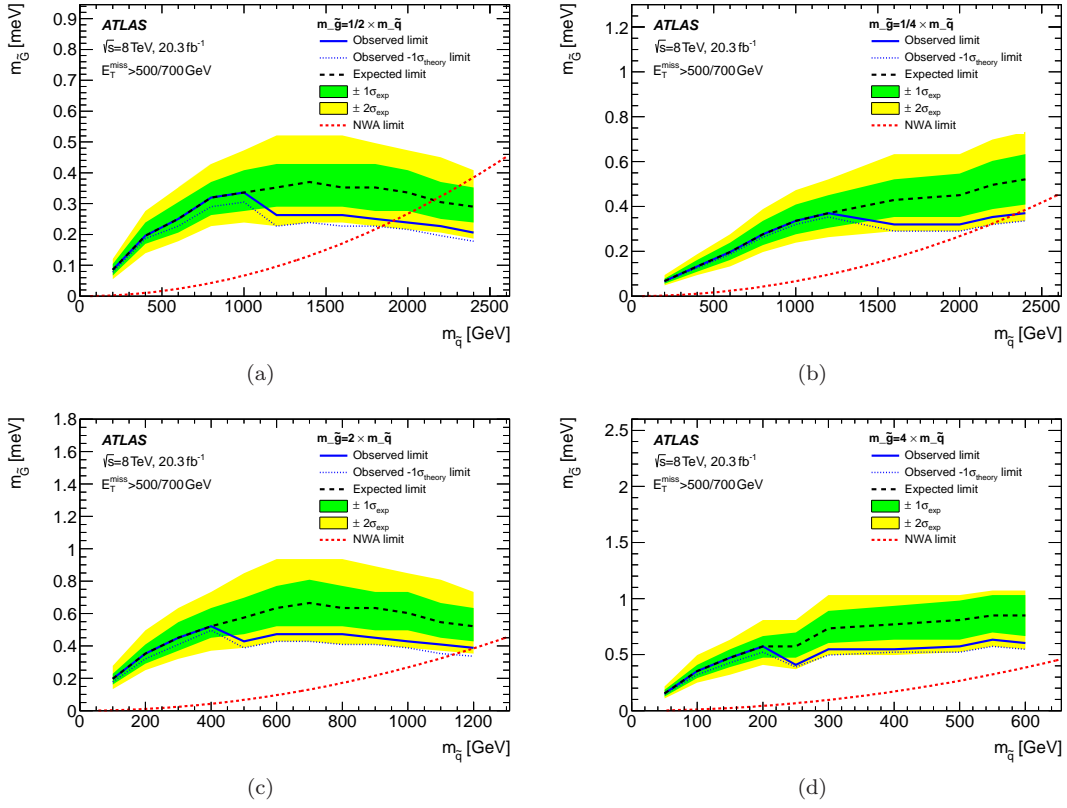 m_G̃ [meV]
0.9
0.8
0.7
0.6
0.5
0.4
0.3
0.2
0.1
0
ATLAS
√s=8 TeV, 20.3 fb⁻¹
E_T^miss>500/700 GeV
m_g̃=1/2 × m_q̃
Observed limit
Observed -1σ_theory limit
Expected limit
± 1σ_exp
± 2σ_exp
NWA limit
0 500 1000 1500 2000 2500
m_q̃ [GeV]
(a)
m_G̃ [meV]
1.2
1
0.8
0.6
0.4
0.2
0
ATLAS
√s=8 TeV, 20.3 fb⁻¹
E_T^miss>500/700 GeV
m_g̃=1/4 × m_q̃
Observed limit
Observed -1σ_theory limit
Expected limit
± 1σ_exp
± 2σ_exp
NWA limit
0 500 1000 1500 2000 2500
m_q̃ [GeV]
(b)
m_G̃ [meV]
1.8
1.6
1.4
1.2
1
0.8
0.6
0.4
0.2
0
ATLAS
√s=8 TeV, 20.3 fb⁻¹
E_T^miss>500/700 GeV
m_g̃=2 × m_q̃
Observed limit
Observed -1σ_theory limit
Expected limit
± 1σ_exp
± 2σ_exp
NWA limit
0 200 400 600 800 1000 1200
m_q̃ [GeV]
(c)
m_G̃ [meV]
2.5
2
1.5
1
0.5
0
ATLAS
√s=8 TeV, 20.3 fb⁻¹
E_T^miss>500/700 GeV
m_g̃=4 × m_q̃
Observed limit
Observed -1σ_theory limit
Expected limit
± 1σ_exp
± 2σ_exp
NWA limit
0 100 200 300 400 500 600
m_q̃ [GeV]
(d)